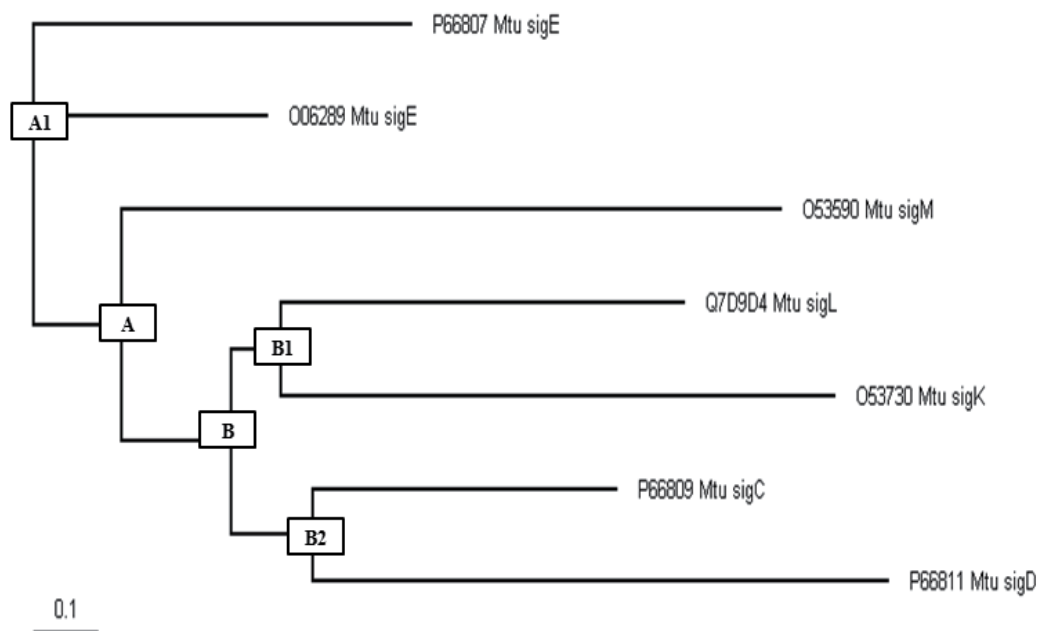 P66807 Mtu sigE
A1
O06289 Mtu sigE
O53590 Mtu sigM
A
Q7D9D4 Mtu sigL
B1
O53730 Mtu sigK
B
P66809 Mtu sigC
B2
P66811 Mtu sigD
0.1